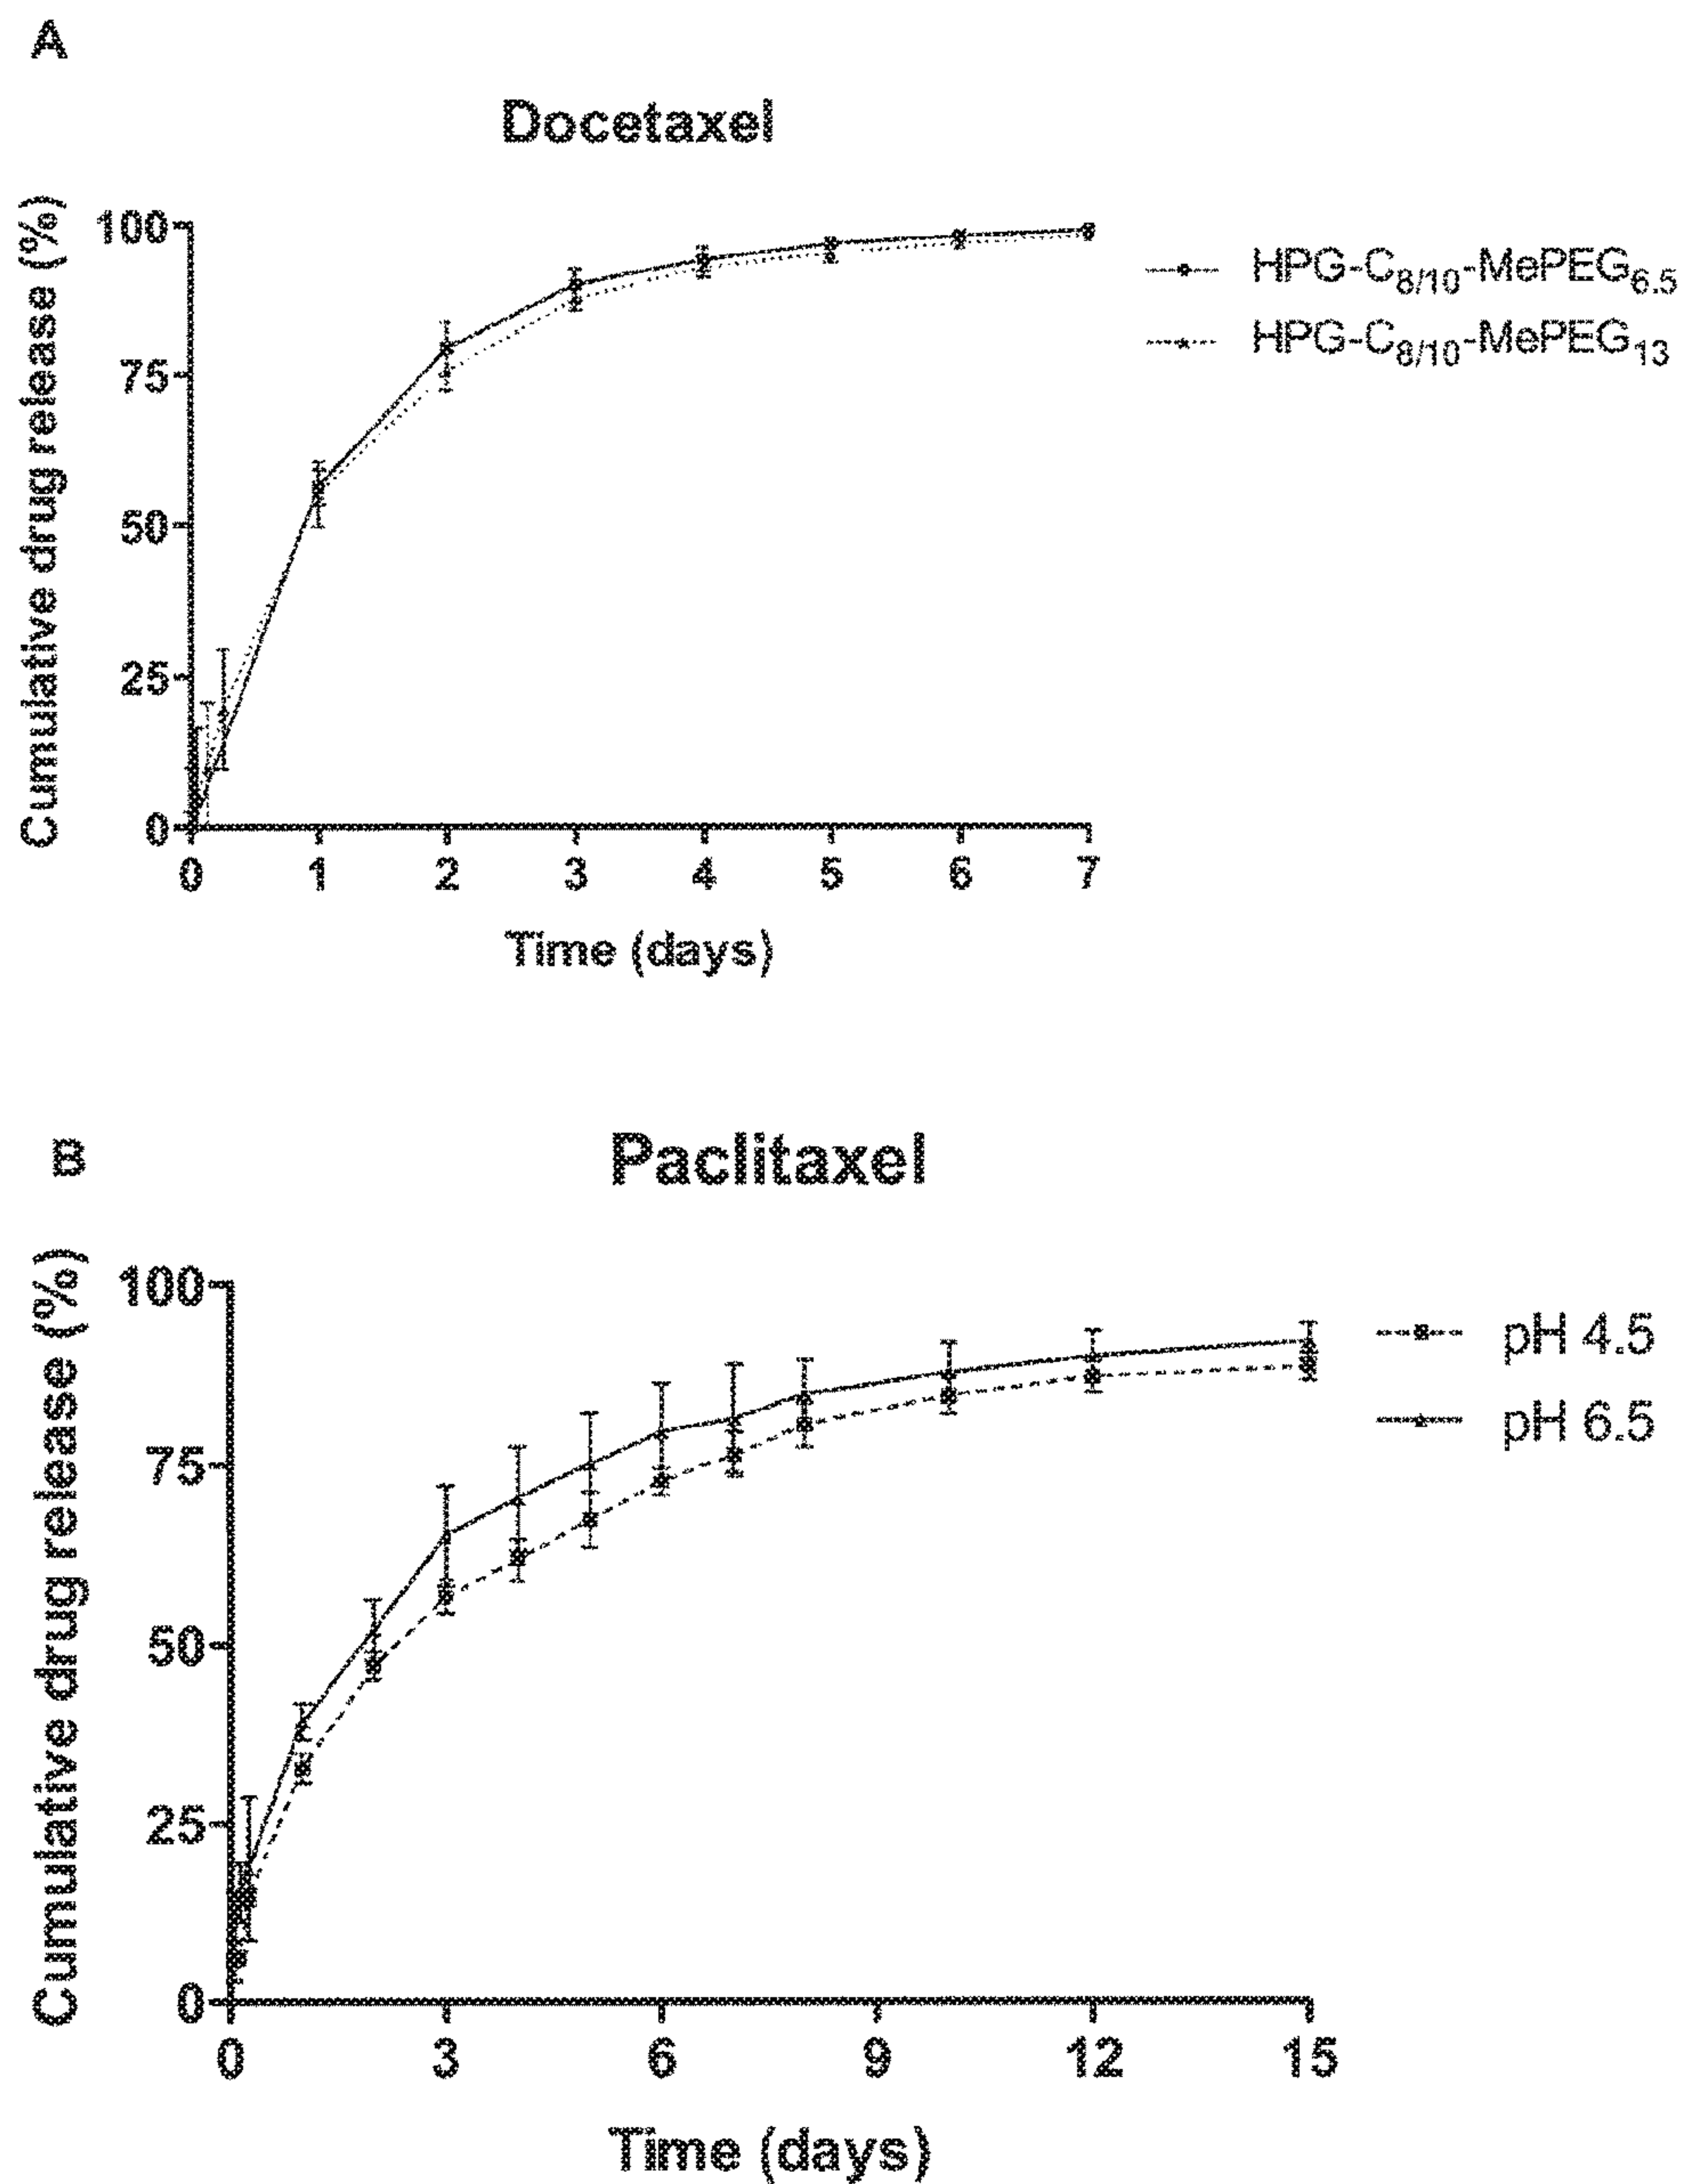 A
Docetaxel
Cumulative drug release (%)
100
75
50
25
0
0 1 2 3 4 5 6 7
Time (days)
HPG-C8/10-MePEG6.5
HPG-C8/10-MePEG13
B
Paclitaxel
Cumulative drug release (%)
100
75
50
25
0
0 3 6 9 12 15
Time (days)
pH 4.5
pH 6.5